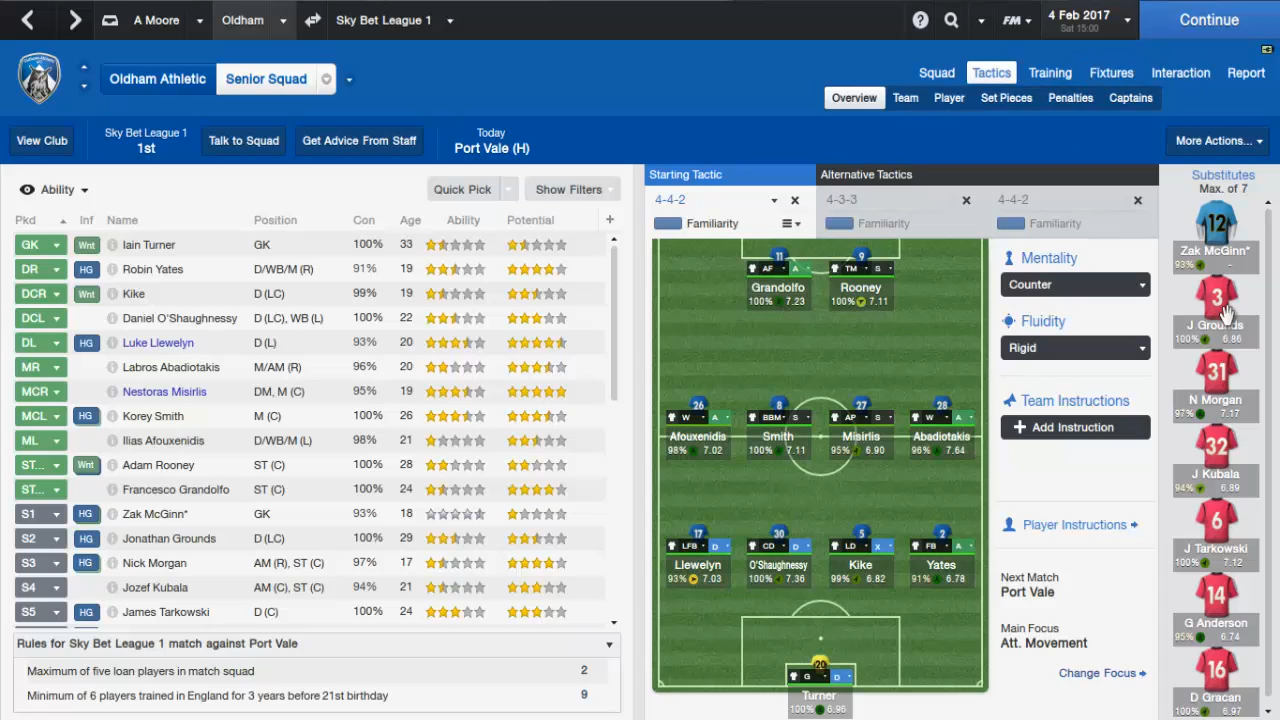 A Moore
Oldham
Sky Bet League 1
FM
4 Feb 2017
Sat 15:00
Continue
Oldham Athletic
Senior Squad
Squad Tactics Training Fixtures Interaction Report
Overview Team Player Set Pieces Penalties Captains
View Club
Sky Bet League 1
1st
Talk to Squad
Get Advice From Staff
Today
Port Vale (H)
More Actions...
Ability
Quick Pick
Show Filters
Pkd Inf Name Position Con Age Ability Potential +
GK Wnt Iain Turner GK 100% 33
DR HG Robin Yates D/WB/M (R) 91% 19
DCR Wnt Kike D (LC) 99% 19
DCL Daniel O'Shaughnessy D (LC), WB (L) 100% 22
DL HG Luke Llewelyn D (L) 93% 20
MR Labros Abadiotakis M/AM (R) 96% 20
MCR Nestoras Misirlis DM, M (C) 95% 19
MCL HG Korey Smith M (C) 100% 26
ML Ilias Afouxenidis D/WB/M (L) 98% 21
ST... Wnt Adam Rooney ST (C) 100% 28
ST... Francesco Grandolfo ST (C) 100% 24
S1 HG Zak McGinn* GK 93% 18
S2 HG Jonathan Grounds D (LC) 100% 29
S3 HG Nick Morgan AM (R), ST (C) 97% 17
S4 Jozef Kubala AM (C), ST (C) 94% 21
S5 HG James Tarkowski D (C) 100% 24
Rules for Sky Bet League 1 match against Port Vale
Maximum of five loan players in match squad 2
Minimum of 6 players trained in England for 3 years before 21st birthday 9
Starting Tactic
Alternative Tactics
4-4-2
4-3-3
4-4-2
Familiarity
Familiarity
Familiarity
11 9
AF A TM S
Grandolfo Rooney
100% 7.23 100% 7.11
26 8 27 28
W A BBM S AP S W A
Afouxenidis Smith Misirlis Abadiotakis
98% 7.02 100% 7.11 95% 6.90 96% 7.64
17 30 5 2
LFB D CD D LD X FB A
Llewelyn O'Shaughnessy Kike Yates
93% 7.03 100% 7.36 99% 6.82 91% 6.78
20
G D
Turner
100% 6.96
Mentality
Counter
Fluidity
Rigid
Team Instructions
+ Add Instruction
Player Instructions
Next Match
Port Vale
Main Focus
Att. Movement
Change Focus
Substitutes
Max. of 7
12
Zak McGinn*
93% -
3
J Grounds
100% 6.86
31
N Morgan
97% 7.17
32
J Kubala
94% 6.89
6
J Tarkowski
100% 7.12
14
G Anderson
95% 6.74
16
D Gracan
100% 6.97